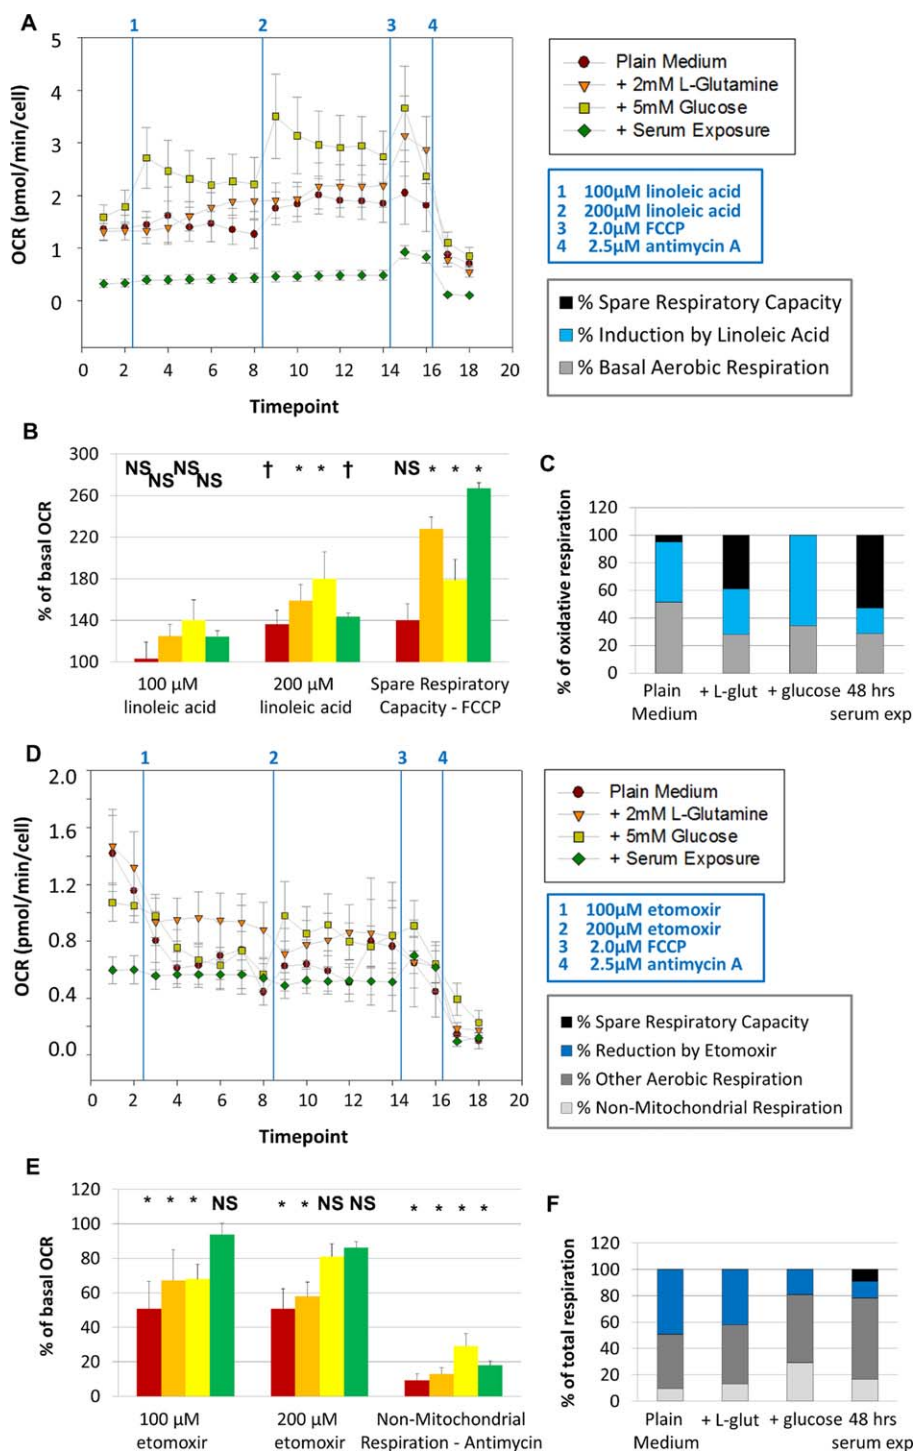 A
1 2 3 4
5
4
3
2
1
0
OCR (pmol/min/cell)
0 2 4 6 8 10 12 14 16 18 20
Timepoint
Plain Medium
+ 2mM L-Glutamine
+ 5mM Glucose
+ Serum Exposure
1 100µM linoleic acid
2 200µM linoleic acid
3 2.0µM FCCP
4 2.5µM antimycin A
% Spare Respiratory Capacity
% Induction by Linoleic Acid
% Basal Aerobic Respiration
B
300
260
220
180
140
100
% of basal OCR
NS NS NS NS † * * † NS * * *
100 µM
linoleic acid
200 µM
linoleic acid
Spare Respiratory
Capacity - FCCP
C
120
100
80
60
40
20
0
% of oxidative respiration
Plain
Medium
+ L-glut
+ glucose
48 hrs
serum exp
D
1 2 3 4
2.0
1.6
1.2
0.8
0.4
0.0
OCR (pmol/min/cell)
0 2 4 6 8 10 12 14 16 18 20
Timepoint
Plain Medium
+ 2mM L-Glutamine
+ 5mM Glucose
+ Serum Exposure
1 100µM etomoxir
2 200µM etomoxir
3 2.0µM FCCP
4 2.5µM antimycin A
% Spare Respiratory Capacity
% Reduction by Etomoxir
% Other Aerobic Respiration
% Non-Mitochondrial Respiration
E
120
100
80
60
40
20
0
% of basal OCR
* * * NS * * NS NS * * * *
100 µM
etomoxir
200 µM
etomoxir
Non-Mitochondrial
Respiration - Antimycin
F
120
100
80
60
40
20
0
% of total respiration
Plain
Medium
+ L-glut
+ glucose
48 hrs
serum exp